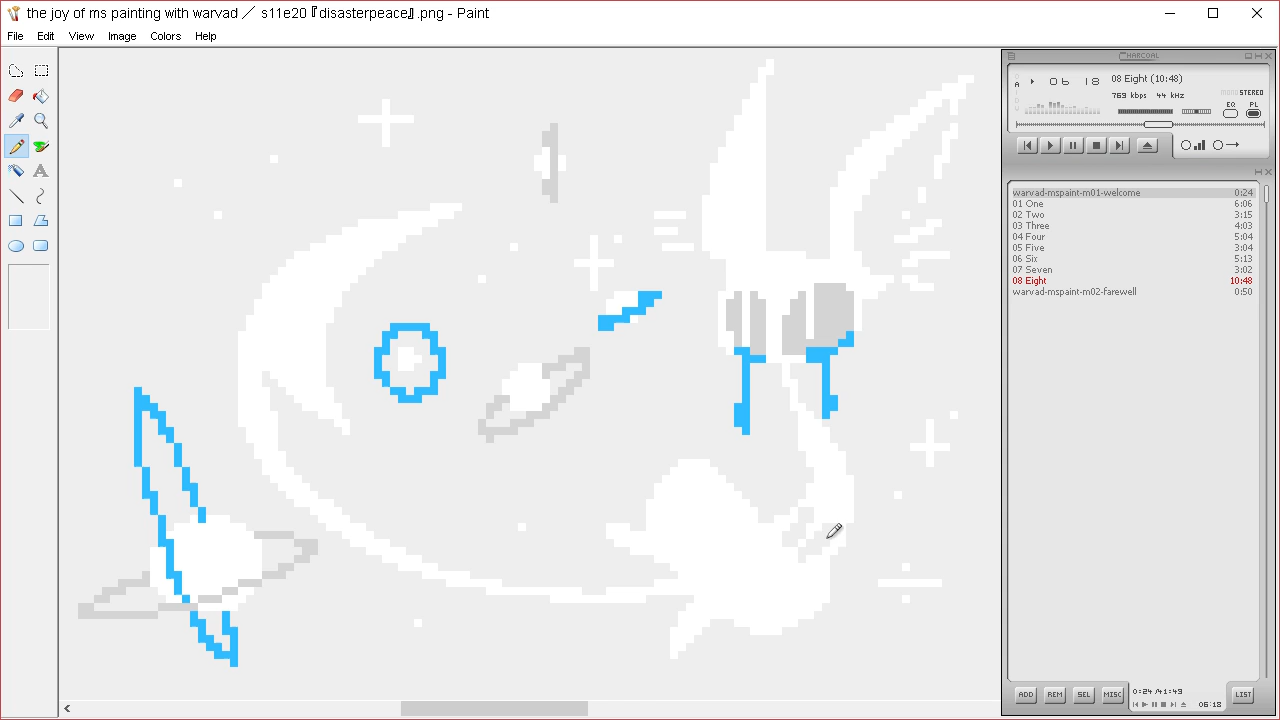 the joy of ms painting with warvad ／ s11e20『disasterpeace』.png - Paint
File Edit View Image Colors Help
CHARCOAL
06 18
08 Eight (10:48)
769 kbps 44 kHz
MONO STEREO
EQ PL
warvad-mspaint-m01-welcome 0:24
01 One 6:06
02 Two 3:15
03 Three 4:03
04 Four 5:04
05 Five 3:04
06 Six 5:13
07 Seven 3:02
08 Eight 10:48
warvad-mspaint-m02-farewell 0:50
ADD REM SEL MISC
0:24/41:49
06:18
LIST